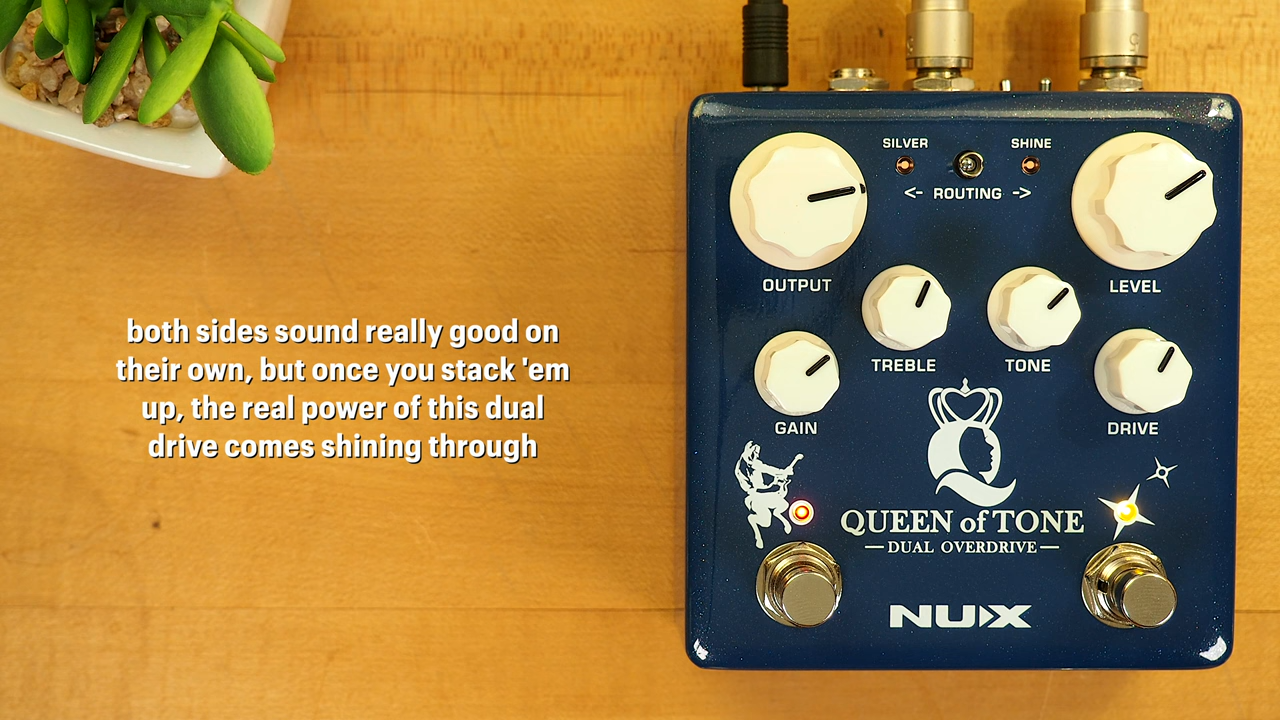 both sides sound really good on
their own, but once you stack 'em
up, the real power of this dual
drive comes shining through
SILVER
SHINE
<- ROUTING ->
OUTPUT
LEVEL
TREBLE
TONE
GAIN
DRIVE
QUEEN of TONE
DUAL OVERDRIVE
NUX